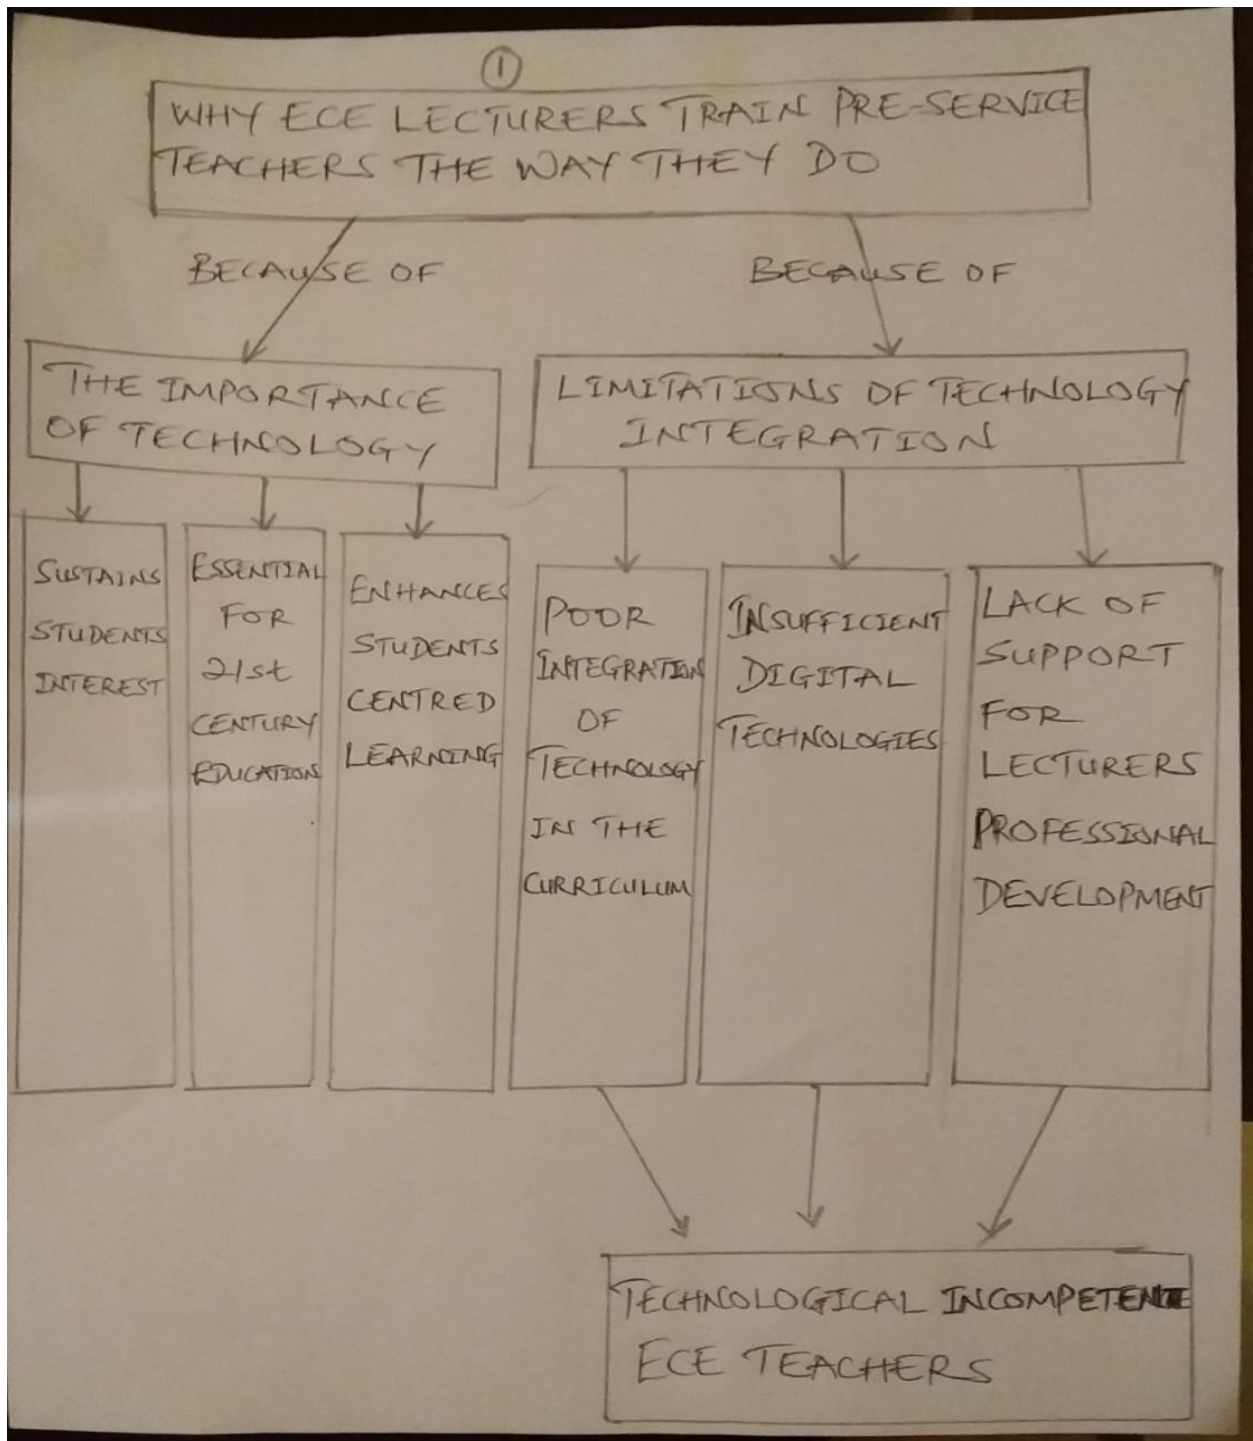 1
WHY ECE LECTURERS TRAIN PRE-SERVICE
TEACHERS THE WAY THEY DO
BECAUSE OF
BECAUSE OF
THE IMPORTANCE
OF TECHNOLOGY
LIMITATIONS OF TECHNOLOGY
INTEGRATION
SUSTAINS
STUDENTS
INTEREST
ESSENTIAL
FOR
21st
CENTURY
EDUCATION
ENHANCES
STUDENTS
CENTRED
LEARNING
POOR
INTEGRATION
OF
TECHNOLOGY
IN THE
CURRICULUM
INSUFFICIENT
DIGITAL
TECHNOLOGIES
LACK OF
SUPPORT
FOR
LECTURERS
PROFESSIONAL
DEVELOPMENT
TECHNOLOGICAL
ECE TEACHERS